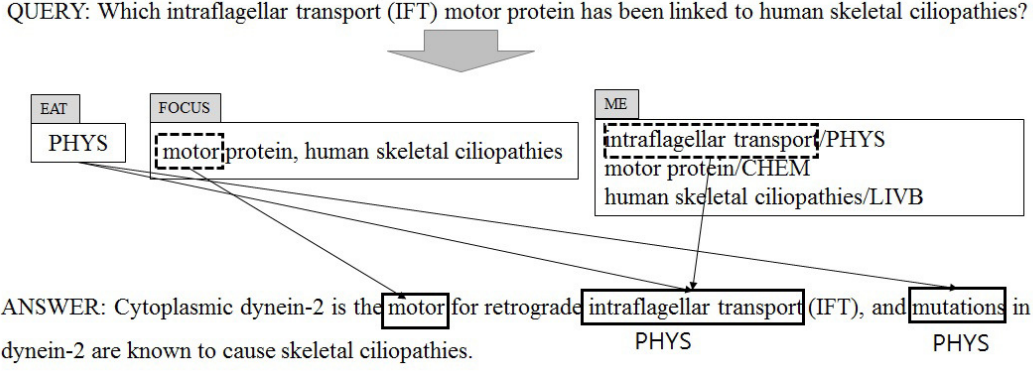 QUERY: Which intraflagellar transport (IFT) motor protein has been linked to human skeletal ciliopathies?
EAT
PHYS
FOCUS
motor protein, human skeletal ciliopathies
ME
intraflagellar transport/PHYS
motor protein/CHEM
human skeletal ciliopathies/LIVB
ANSWER: Cytoplasmic dynein-2 is the motor for retrograde intraflagellar transport (IFT), and mutations in
PHYS
PHYS
dynein-2 are known to cause skeletal ciliopathies.